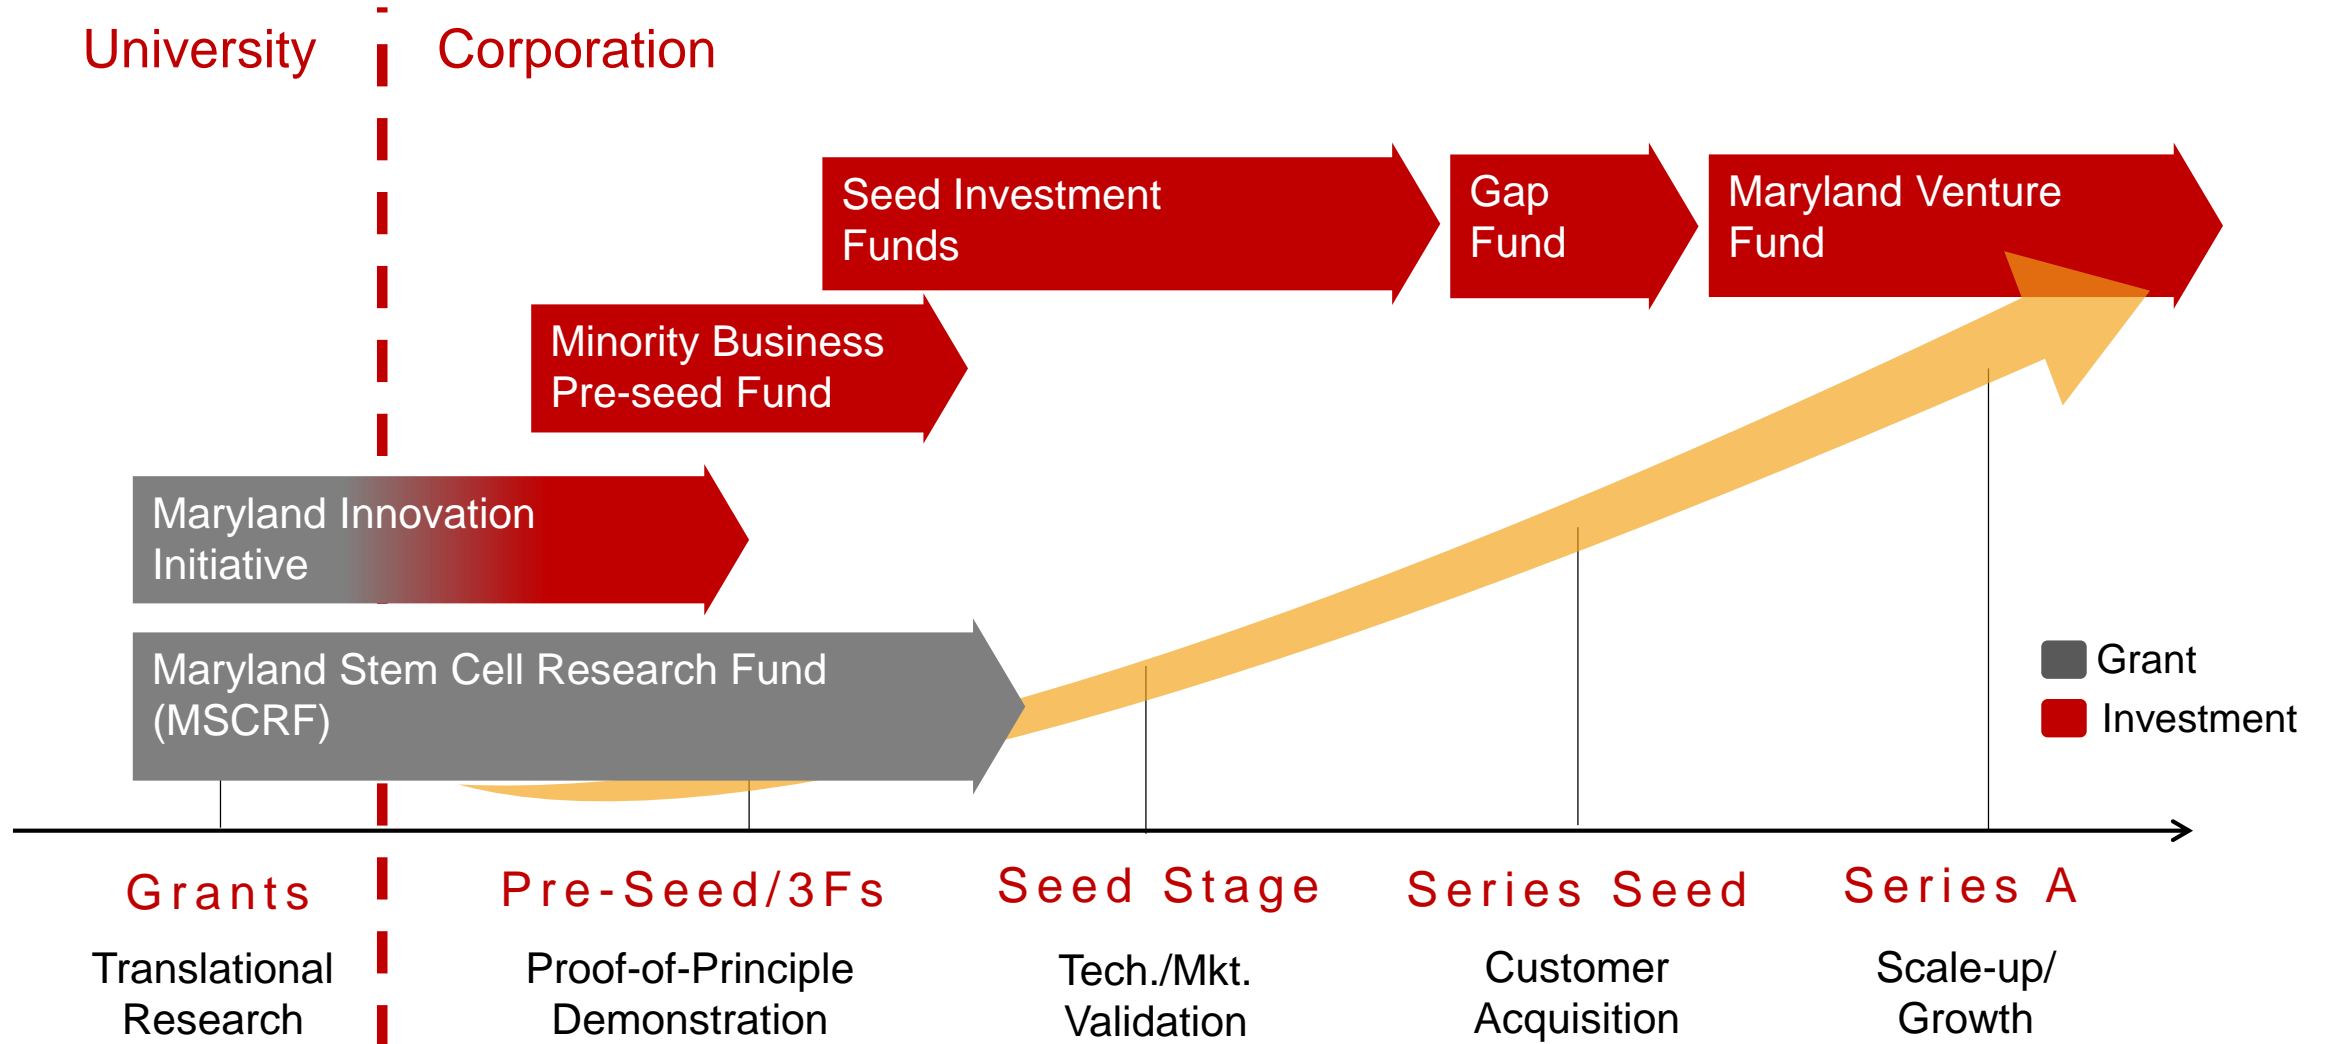 University
Corporation
Seed Investment
Funds
Gap
Fund
Maryland Venture
Fund
Minority Business
Pre-seed Fund
Maryland Innovation
Initiative
Maryland Stem Cell Research Fund
(MSCRF)
Grant
Investment
Grants
Translational
Research
Pre-Seed/3Fs
Proof-of-Principle
Demonstration
Seed Stage
Tech./Mkt.
Validation
Series Seed
Customer
Acquisition
Series A
Scale-up/
Growth